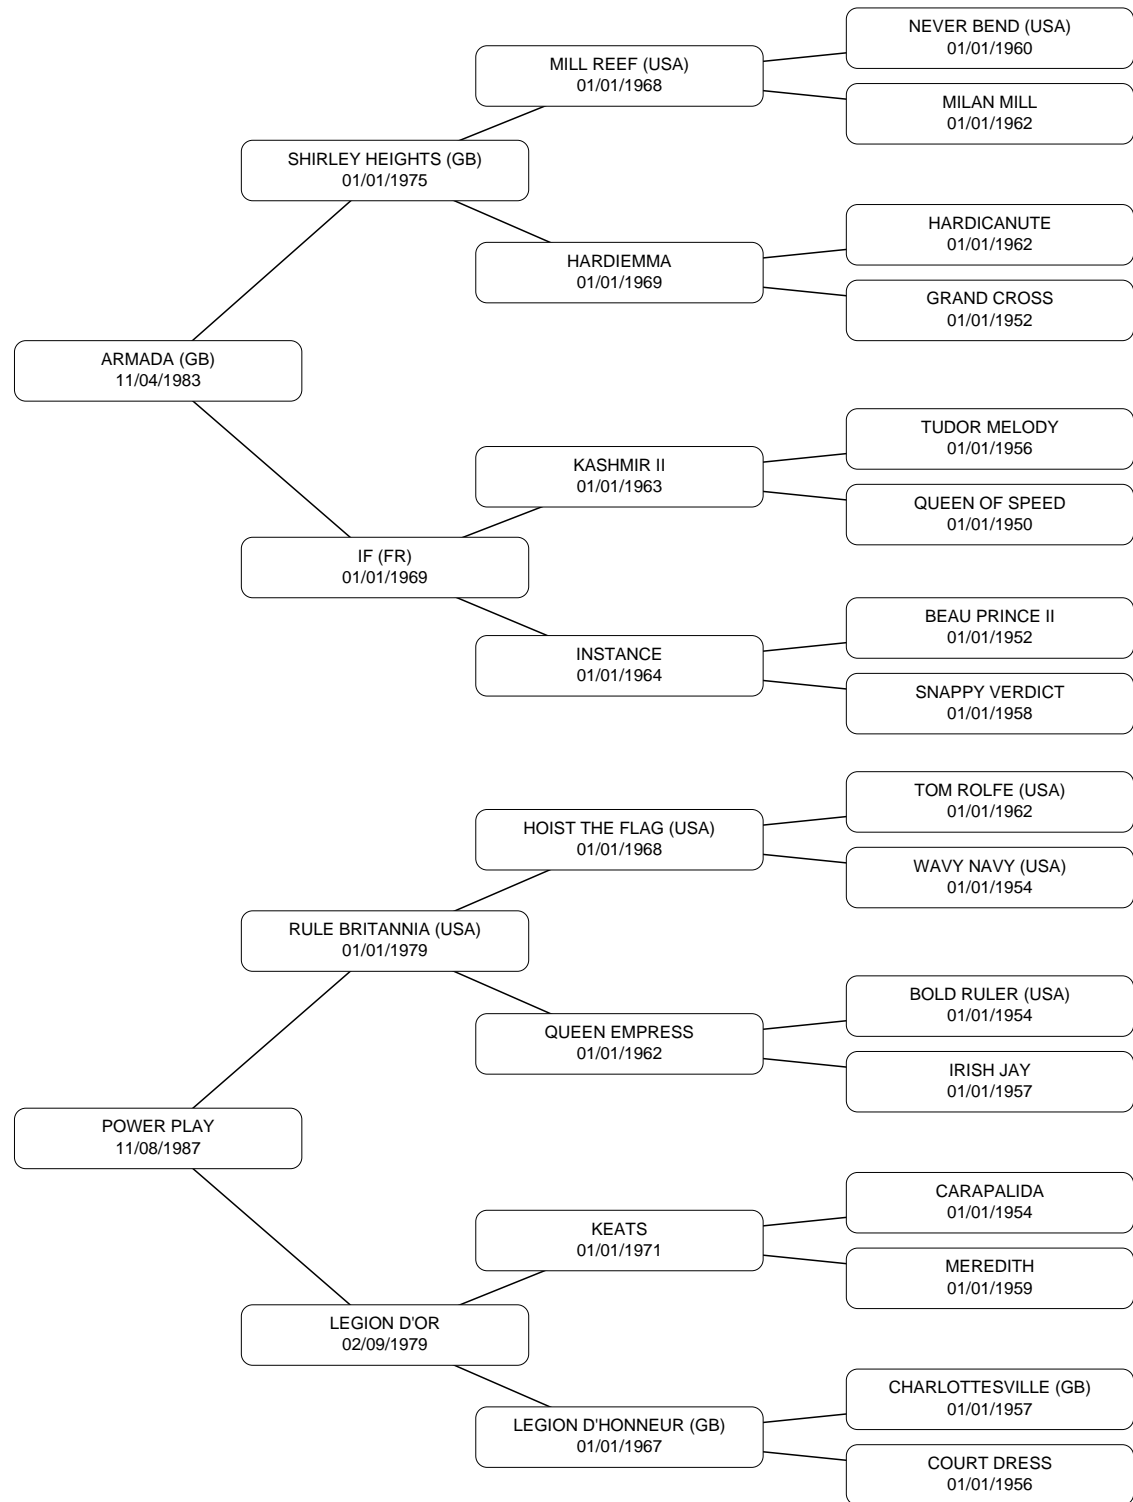 NEVER BEND (USA)
01/01/1960
MILL REEF (USA)
01/01/1968
MILAN MILL
01/01/1962
SHIRLEY HEIGHTS (GB)
01/01/1975
HARDICANUTE
01/01/1962
HARDIEMMA
01/01/1969
GRAND CROSS
01/01/1952
ARMADA (GB)
11/04/1983
TUDOR MELODY
01/01/1956
KASHMIR II
01/01/1963
QUEEN OF SPEED
01/01/1950
IF (FR)
01/01/1969
BEAU PRINCE II
01/01/1952
INSTANCE
01/01/1964
SNAPPY VERDICT
01/01/1958
TOM ROLFE (USA)
01/01/1962
HOIST THE FLAG (USA)
01/01/1968
WAVY NAVY (USA)
01/01/1954
RULE BRITANNIA (USA)
01/01/1979
BOLD RULER (USA)
01/01/1954
QUEEN EMPRESS
01/01/1962
IRISH JAY
01/01/1957
POWER PLAY
11/08/1987
CARAPALIDA
01/01/1954
KEATS
01/01/1971
MEREDITH
01/01/1959
LEGION D'OR
02/09/1979
CHARLOTTESVILLE (GB)
01/01/1957
LEGION D'HONNEUR (GB)
01/01/1967
COURT DRESS
01/01/1956